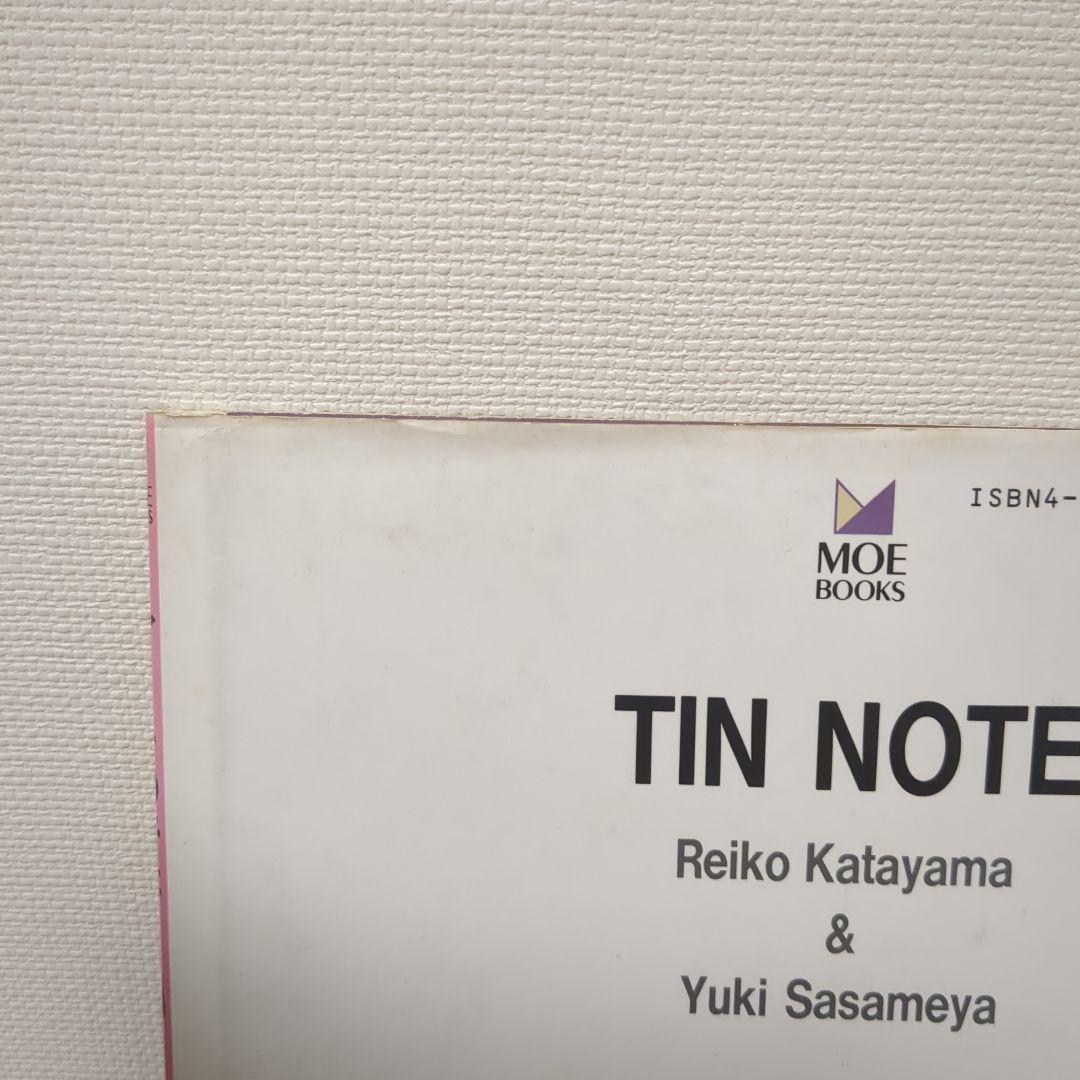 MOE
BOOKS
ISBN4-
TIN NOTE
Reiko Katayama
&
Yuki Sasameya